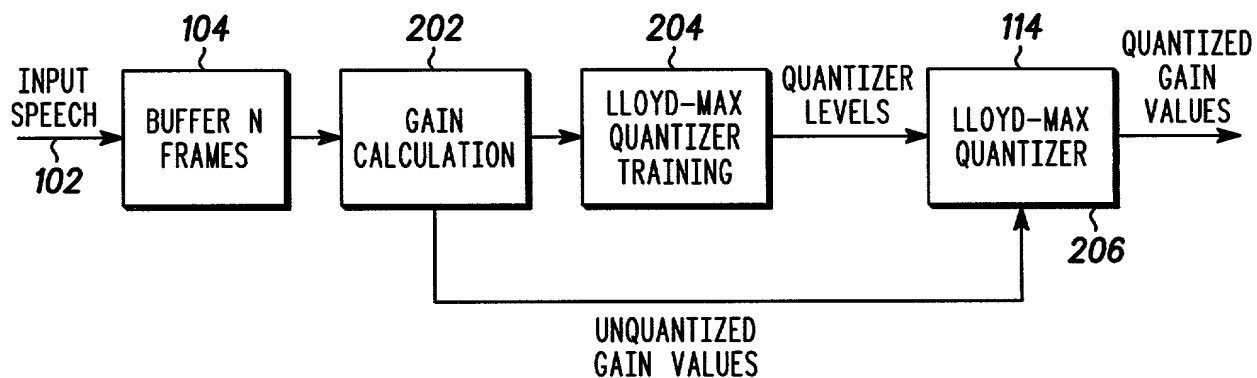 104
202
204
114
INPUT
SPEECH
102
BUFFER N
FRAMES
GAIN
CALCULATION
LLOYD-MAX
QUANTIZER
TRAINING
QUANTIZER
LEVELS
LLOYD-MAX
QUANTIZER
206
QUANTIZED
GAIN
VALUES
UNQUANTIZED
GAIN VALUES